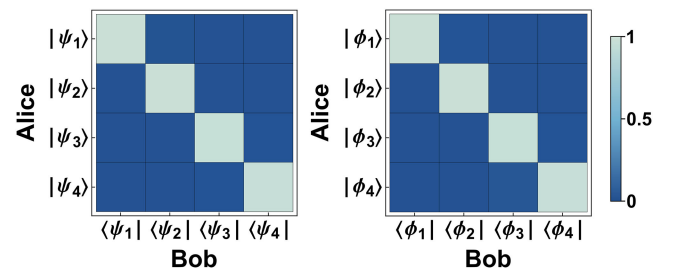 |ψ₁⟩
|ψ₂⟩
|ψ₃⟩
|ψ₄⟩
Alice
⟨ψ₁| ⟨ψ₂| ⟨ψ₃| ⟨ψ₄|
Bob
|ϕ₁⟩
|ϕ₂⟩
|ϕ₃⟩
|ϕ₄⟩
Alice
⟨ϕ₁| ⟨ϕ₂| ⟨ϕ₃| ⟨ϕ₄|
Bob
1
0.5
0